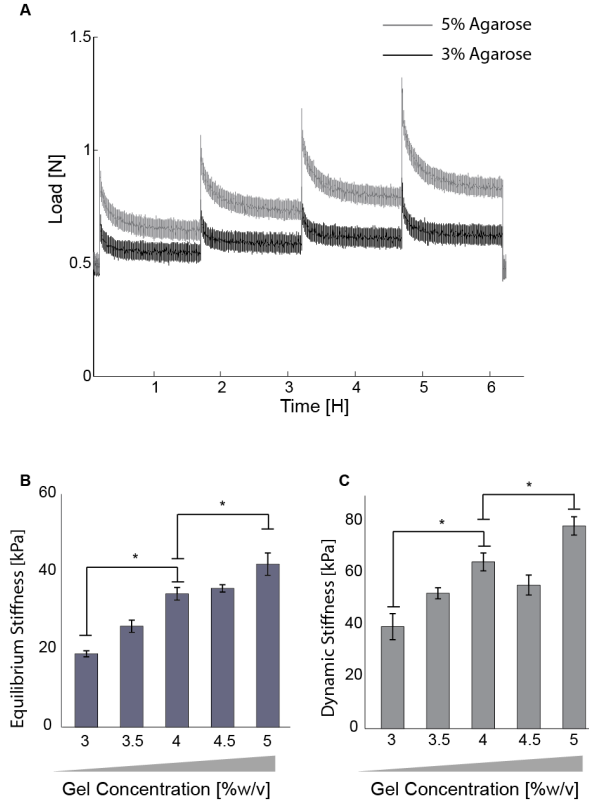 A
5% Agarose
3% Agarose
1.5
1
0.5
0
Load [N]
1 2 3 4 5 6
Time [H]
B
60
40
20
0
Equilibrium Stiffness [kPa]
*
*
3 3.5 4 4.5 5
Gel Concentration [%w/v]
C
80
60
40
20
0
Dynamic Stiffness [kPa]
*
*
3 3.5 4 4.5 5
Gel Concentration [%w/v]